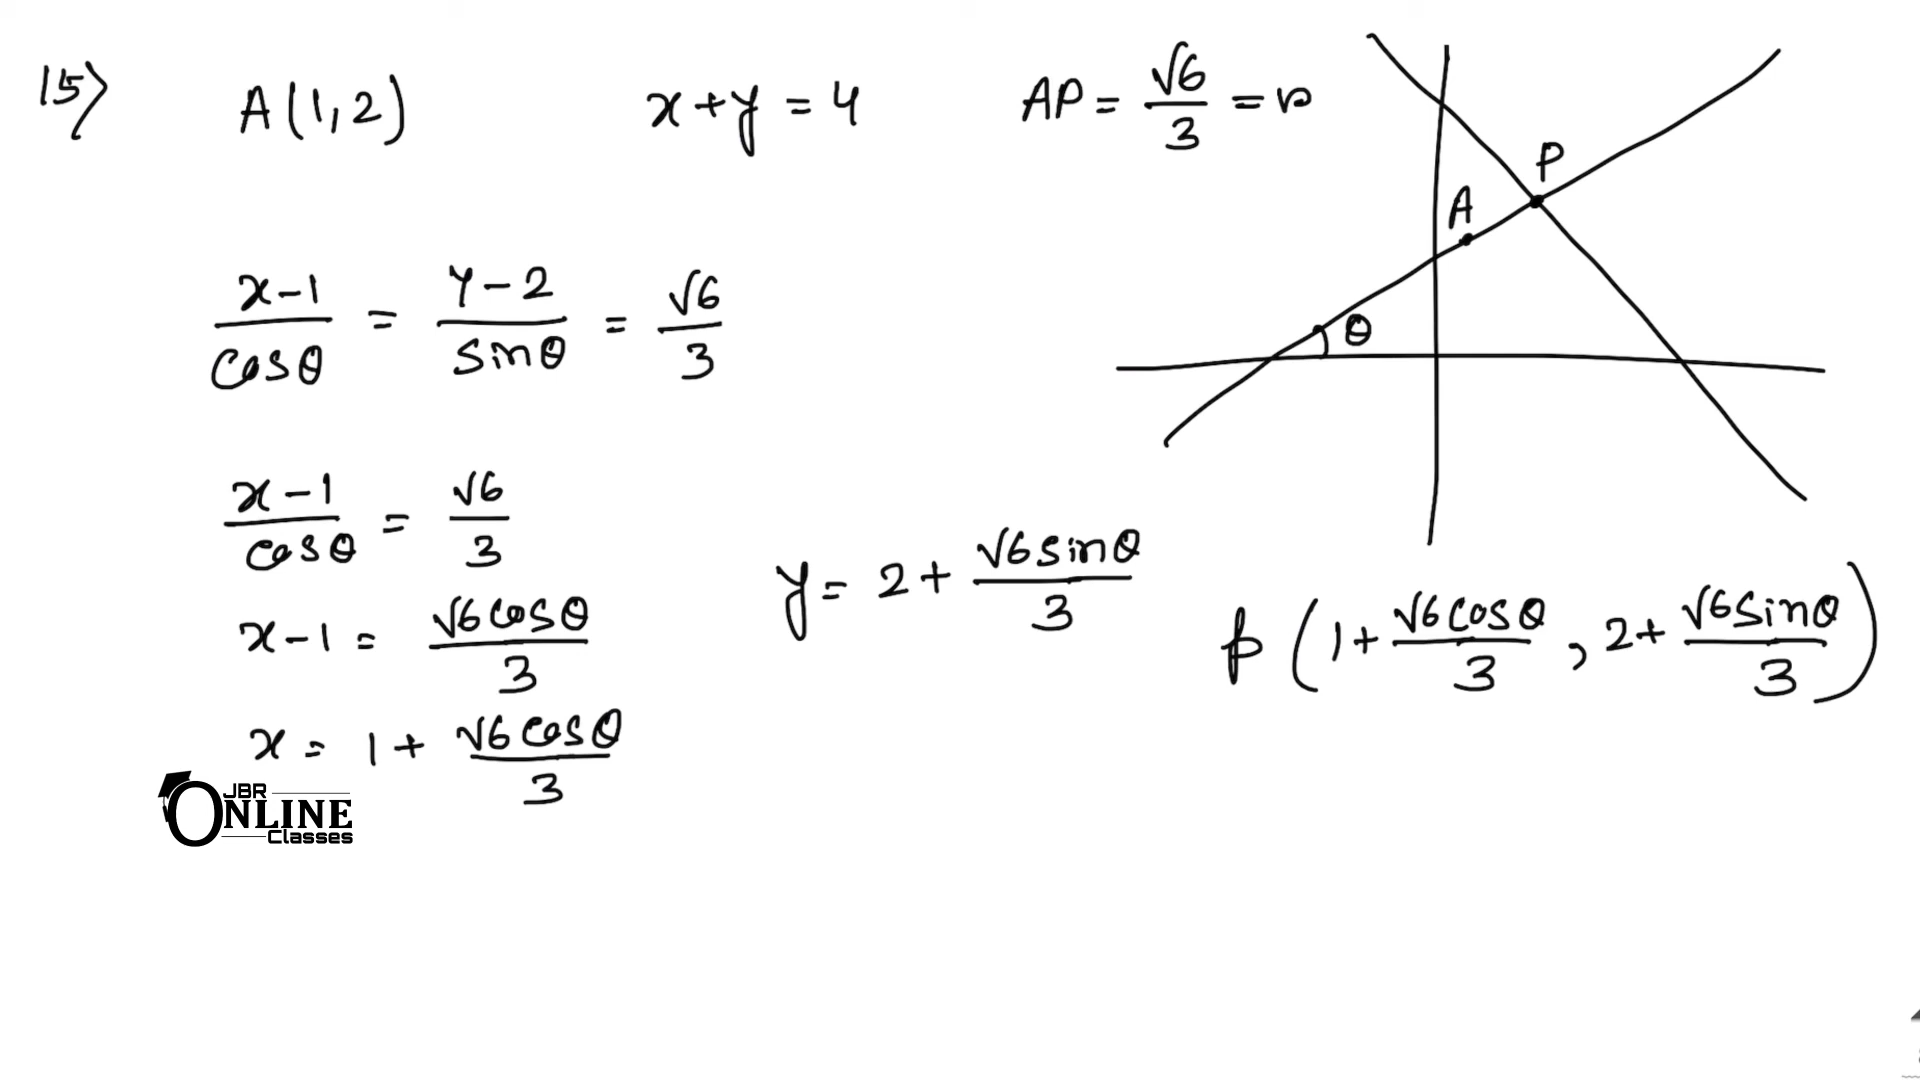 15> A(1,2) x+y=4 AP = √6/3 = r
P
A
θ
(x-1)/cosθ = (y-2)/sinθ = √6/3
(x-1)/cosθ = √6/3
x-1 = √6cosθ/3
y = 2+ √6sinθ/3
P(1+ √6cosθ/3 , 2+ √6sinθ/3)
x = 1+ √6cosθ/3
JBR
ONLINE
Classes